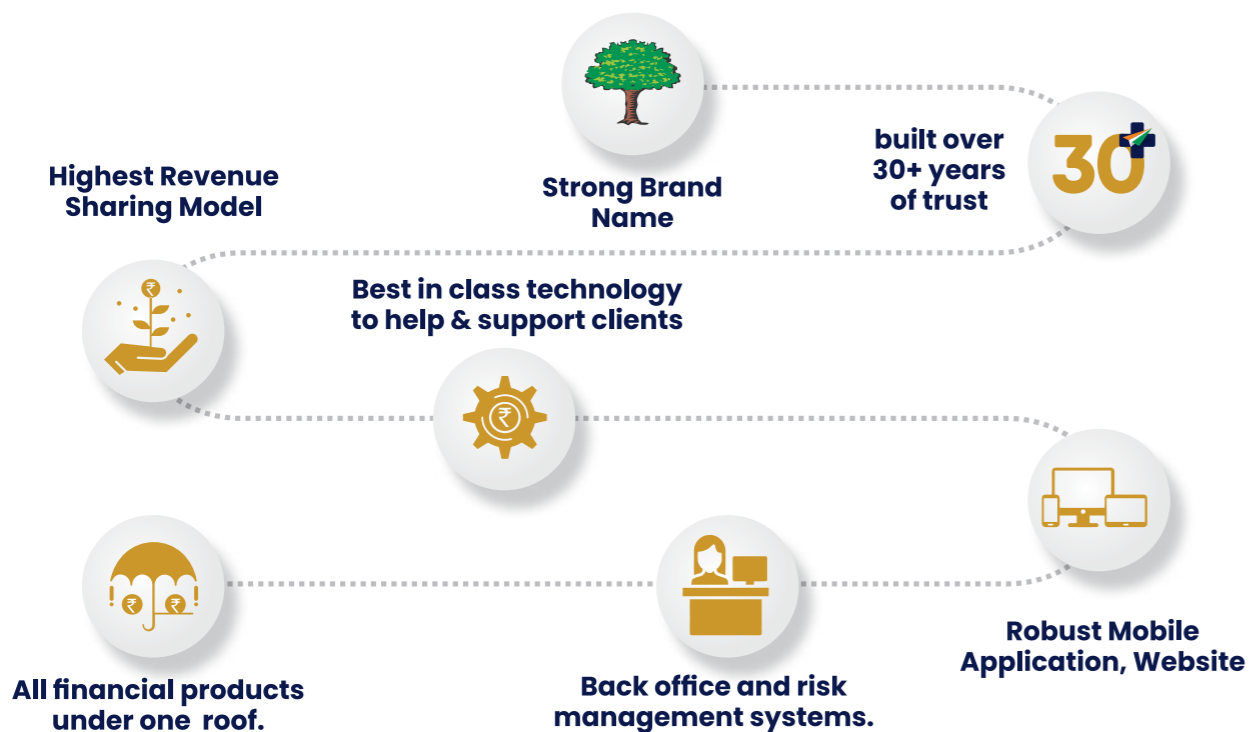 Strong Brand
Name
built over
30+ years
of trust
30+
Highest Revenue
Sharing Model
₹
Best in class technology
to help & support clients
₹
Robust Mobile
Application, Website
Back office and risk
management systems.
₹ ₹
All financial products
under one roof.